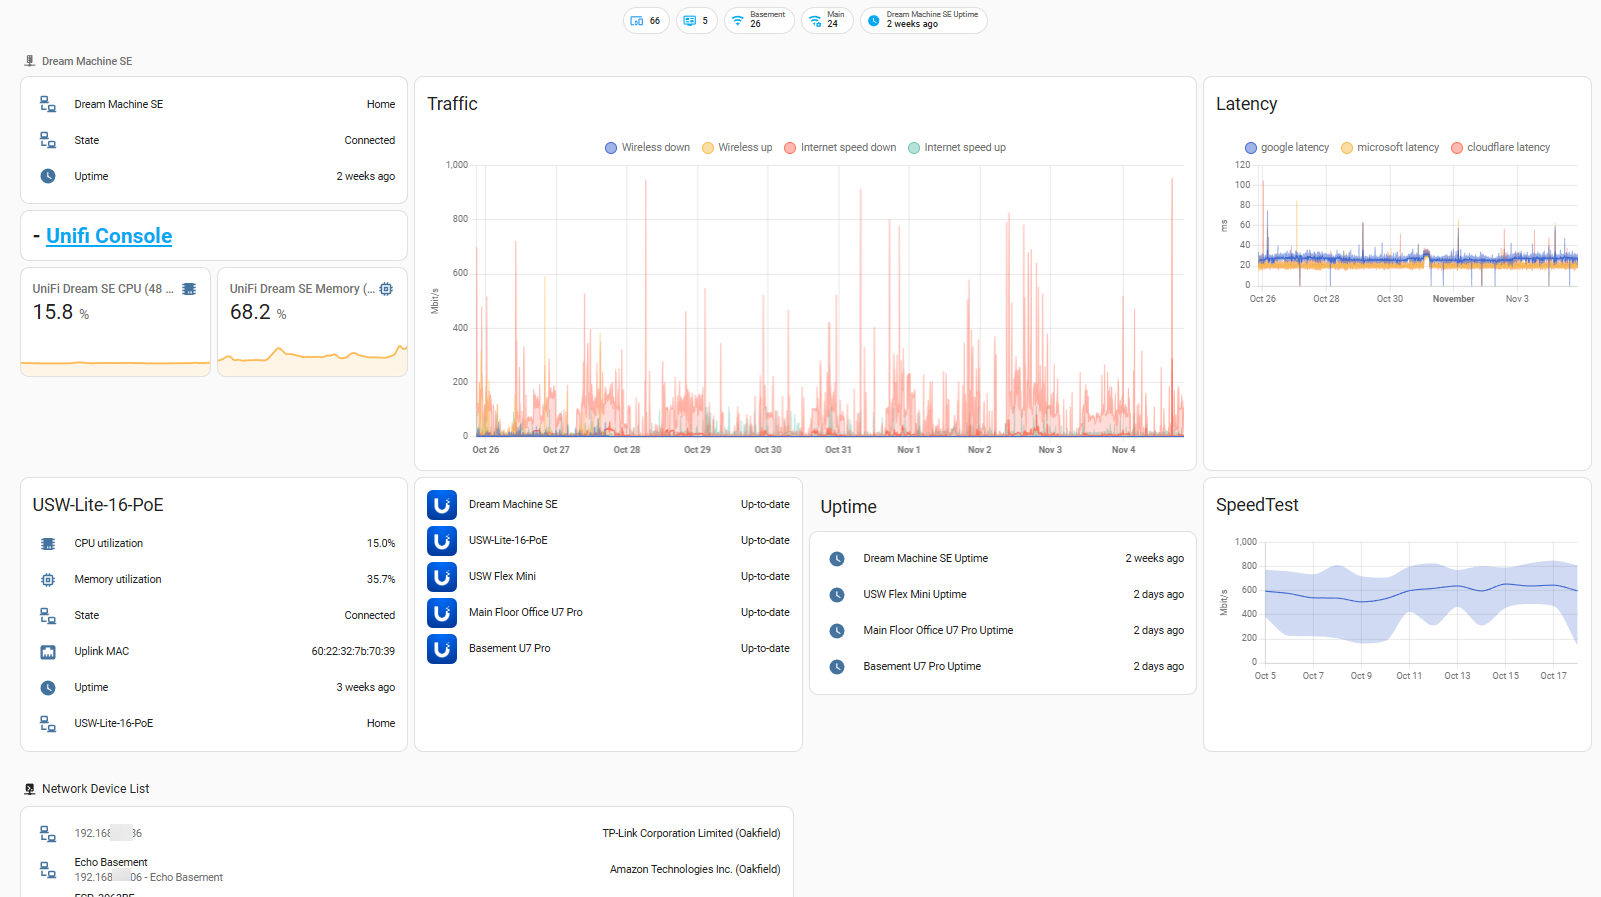 66
5
Basement
26
Main
24
Dream Machine SE Uptime
2 weeks ago
Dream Machine SE
Dream Machine SE Home
State Connected
Uptime 2 weeks ago
- Unifi Console
UniFi Dream SE CPU (48 ...
15.8 %
UniFi Dream SE Memory (...
68.2 %
Traffic
Wireless down Wireless up Internet speed down Internet speed up
1,000
800
600
400
200
0
Mbit/s
Oct 26 Oct 27 Oct 28 Oct 29 Oct 30 Oct 31 Nov 1 Nov 2 Nov 3 Nov 4
Latency
google latency microsoft latency cloudflare latency
120
100
80
60
40
20
0
ms
Oct 26 Oct 28 Oct 30 November Nov 3
USW-Lite-16-PoE
CPU utilization 15.0%
Memory utilization 35.7%
State Connected
Uplink MAC 60:22:32:7b:70:39
Uptime 3 weeks ago
USW-Lite-16-PoE Home
Dream Machine SE Up-to-date
USW-Lite-16-PoE Up-to-date
USW Flex Mini Up-to-date
Main Floor Office U7 Pro Up-to-date
Basement U7 Pro Up-to-date
Uptime
Dream Machine SE Uptime 2 weeks ago
USW Flex Mini Uptime 2 days ago
Main Floor Office U7 Pro Uptime 2 days ago
Basement U7 Pro Uptime 2 days ago
SpeedTest
1,000
800
600
400
200
0
Mbit/s
Oct 5 Oct 7 Oct 9 Oct 11 Oct 13 Oct 15 Oct 17
Network Device List
TP-Link Corporation Limited (Oakfield)
Echo Basement
- Echo Basement
Amazon Technologies Inc. (Oakfield)